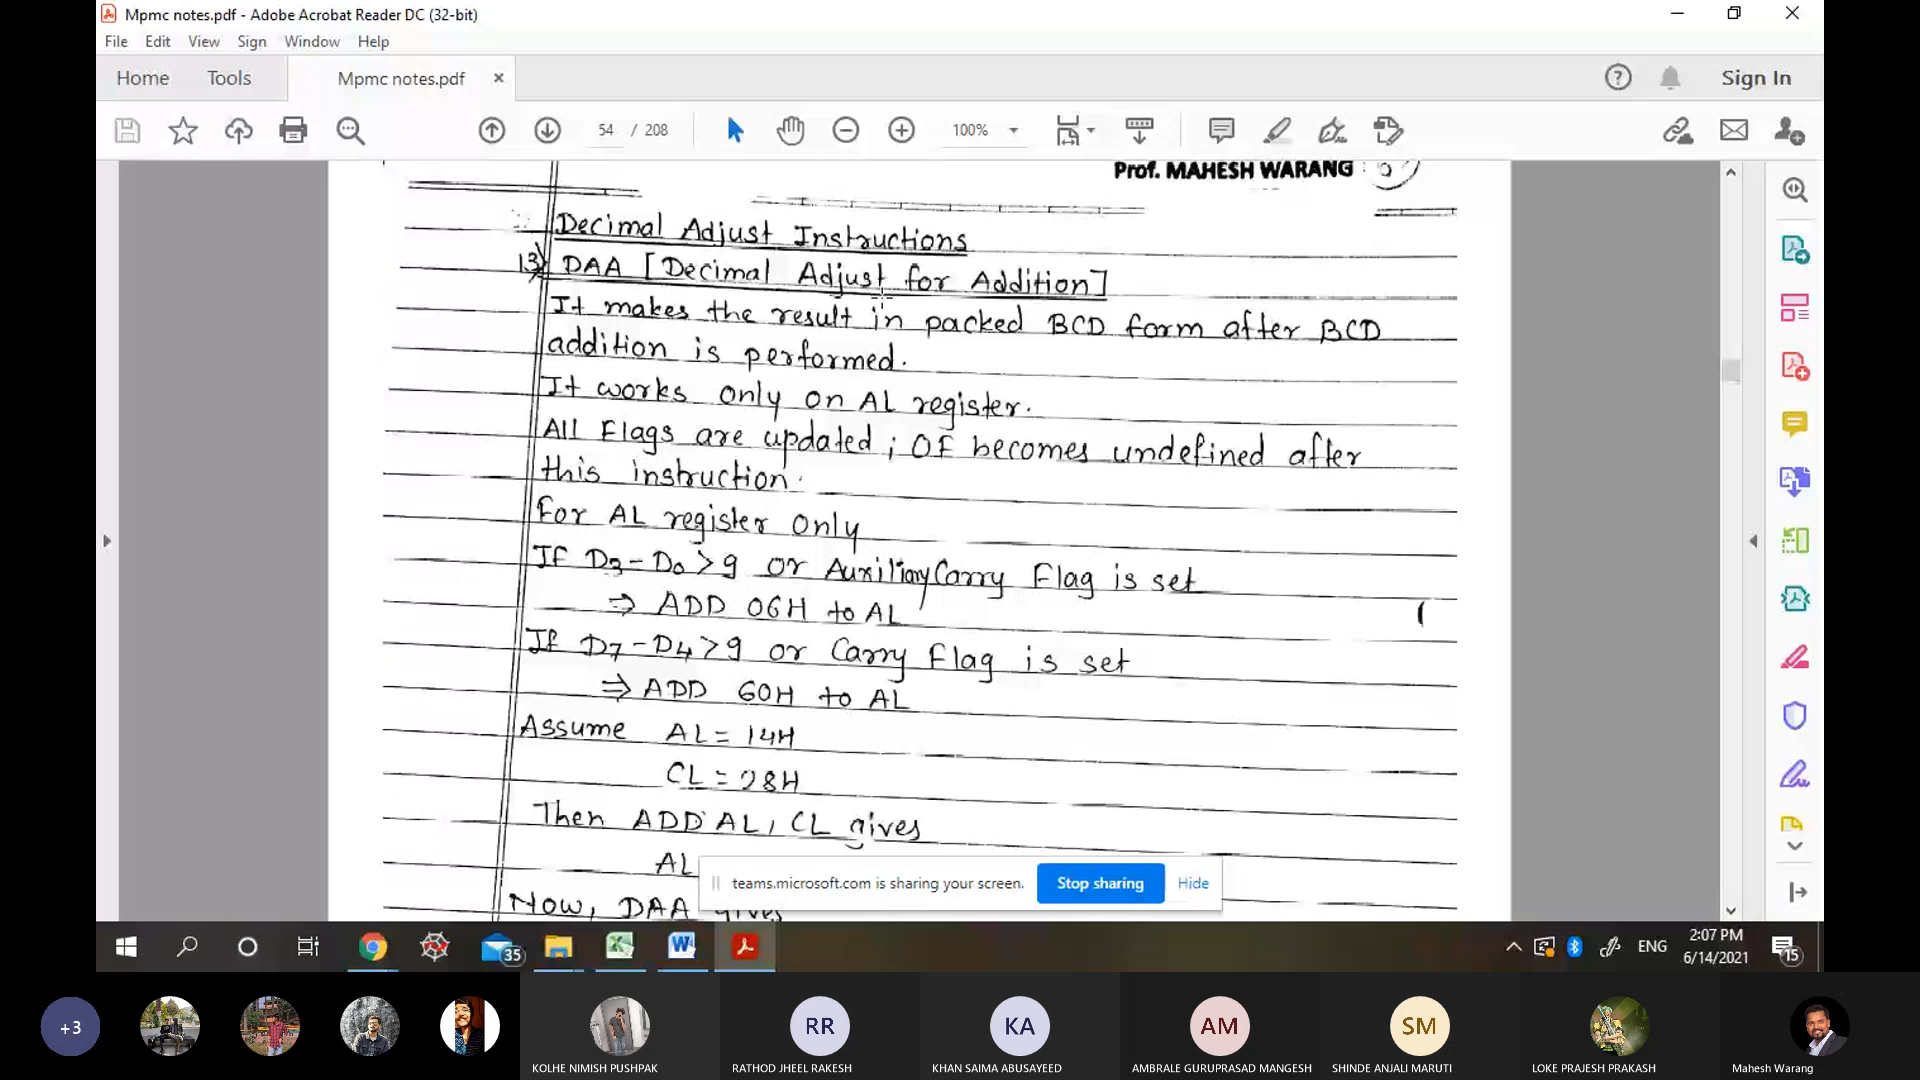 Mpmc notes.pdf - Adobe Acrobat Reader DC (32-bit)
File Edit View Sign Window Help
Home Tools Mpmc notes.pdf Sign In
54 / 208 100%
Prof. MAHESH WARANG
Decimal Adjust Instructions
13) DAA [Decimal Adjust for Addition]
It makes the result in packed BCD form after BCD
addition is performed.
It works only on AL register.
All Flags are updated ; OF becomes undefined after
this instruction.
For AL register only
If D3-D0>9 or Auxiliary Carry Flag is set
⇒ ADD 06H to AL
If D7-D4>9 or Carry Flag is set
⇒ ADD 60H to AL
Assume AL = 14H
CL = 28H
Then ADD AL, CL gives
AL
Now, DAA gives
teams.microsoft.com is sharing your screen. Stop sharing Hide
35
ENG
2:07 PM
6/14/2021
15
+3
RR KA AM SM
KOLHE NIMISH PUSHPAK RATHOD JHEEL RAKESH KHAN SAIMA ABUSAYEED AMBRALE GURUPRASAD MANGESH SHINDE ANJALI MARUTI LOKE PRAJESH PRAKASH Mahesh Warang